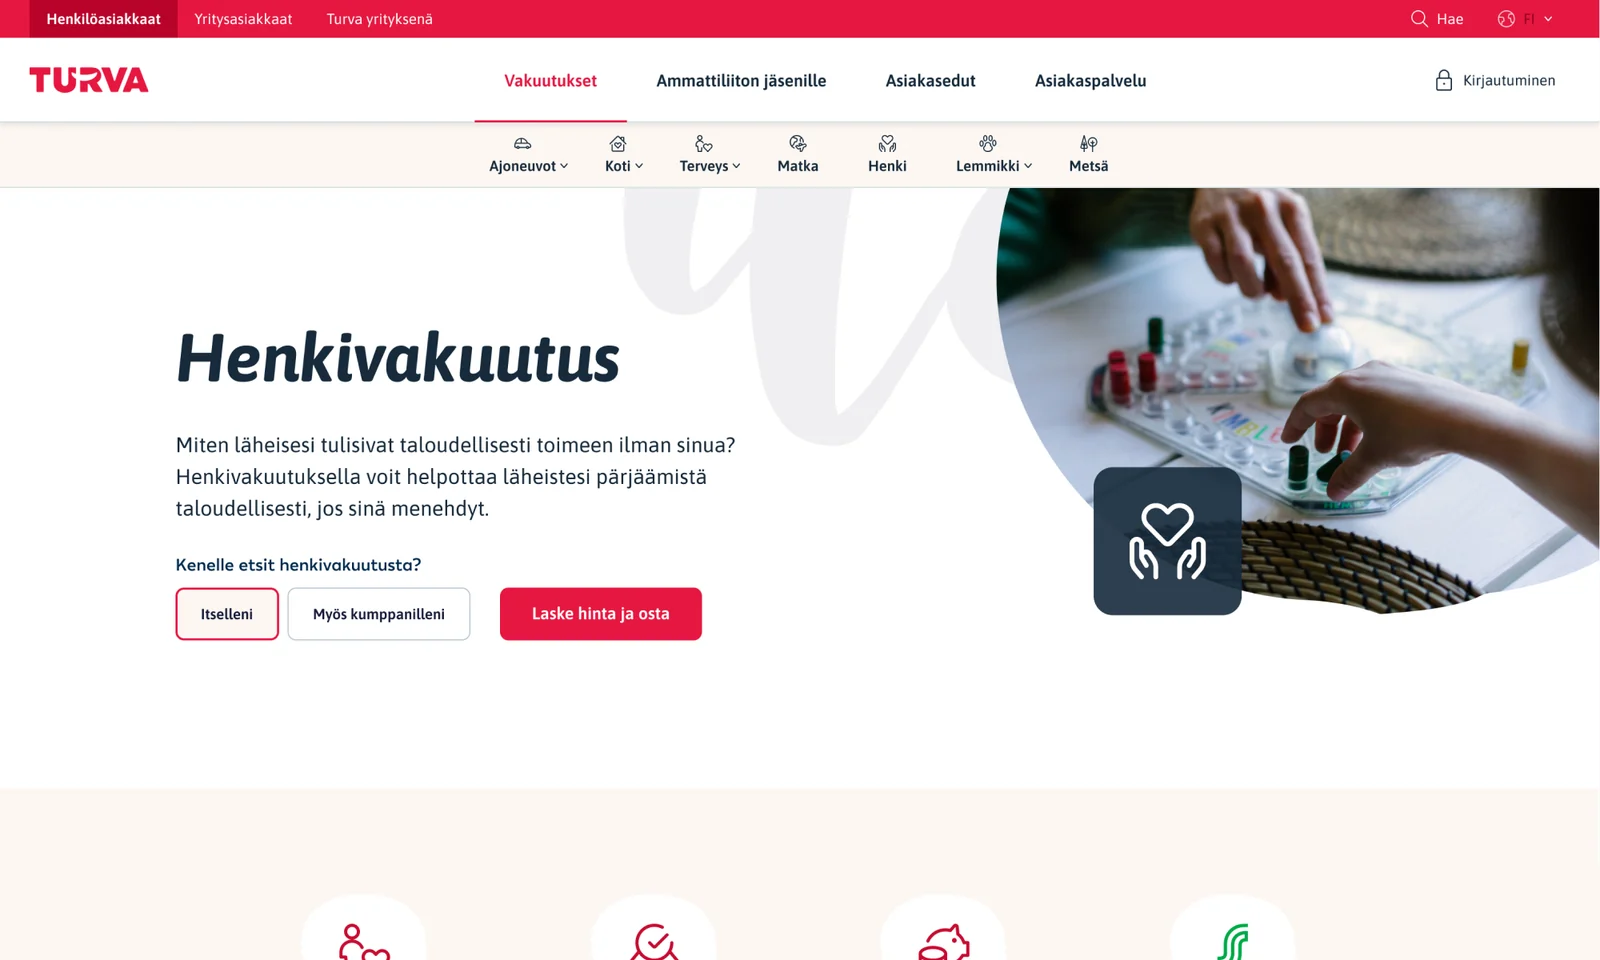 Henkilöasiakkaat Yritysasiakkaat Turva yrityksenä Hae FI
TURVA Vakuutukset Ammattiliiton jäsenille Asiakasedut Asiakaspalvelu Kirjautuminen
Ajoneuvot Koti Terveys Matka Henki Lemmikki Metsä
Henkivakuutus
Miten läheisesi tulisivat taloudellisesti toimeen ilman sinua?
Henkivakuutuksella voit helpottaa läheistesi pärjäämistä
taloudellisesti, jos sinä menehdyt.
Kenelle etsit henkivakuutusta?
Itselleni Myös kumppanilleni Laske hinta ja osta
KIMBLE